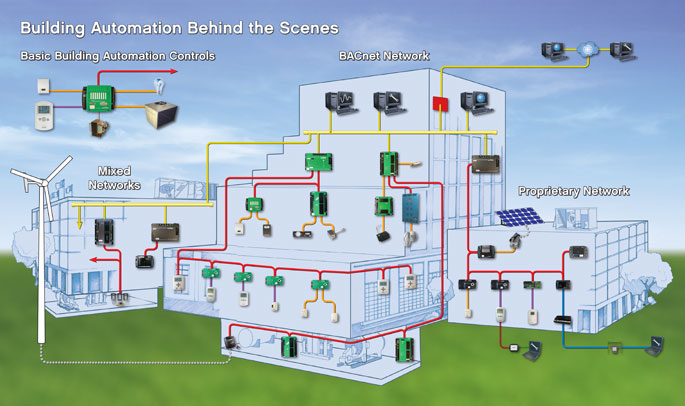 Building Automation Behind the Scenes
Basic Building Automation Controls
BACnet Network
Mixed
Networks
Proprietary Network